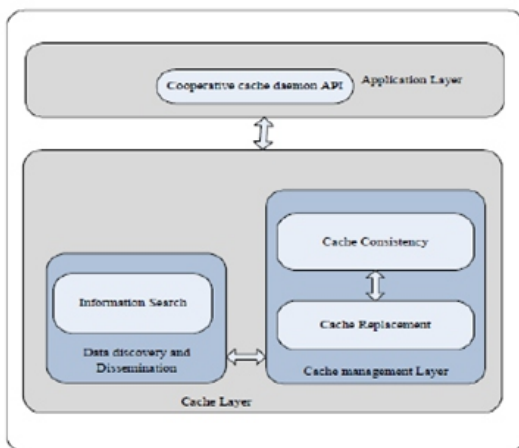 Cooperative cache daemon API
Application Layer
Cache Consistency
Information Search
Cache Replacement
Data discovery and
Dissemination
Cache management Layer
Cache Layer